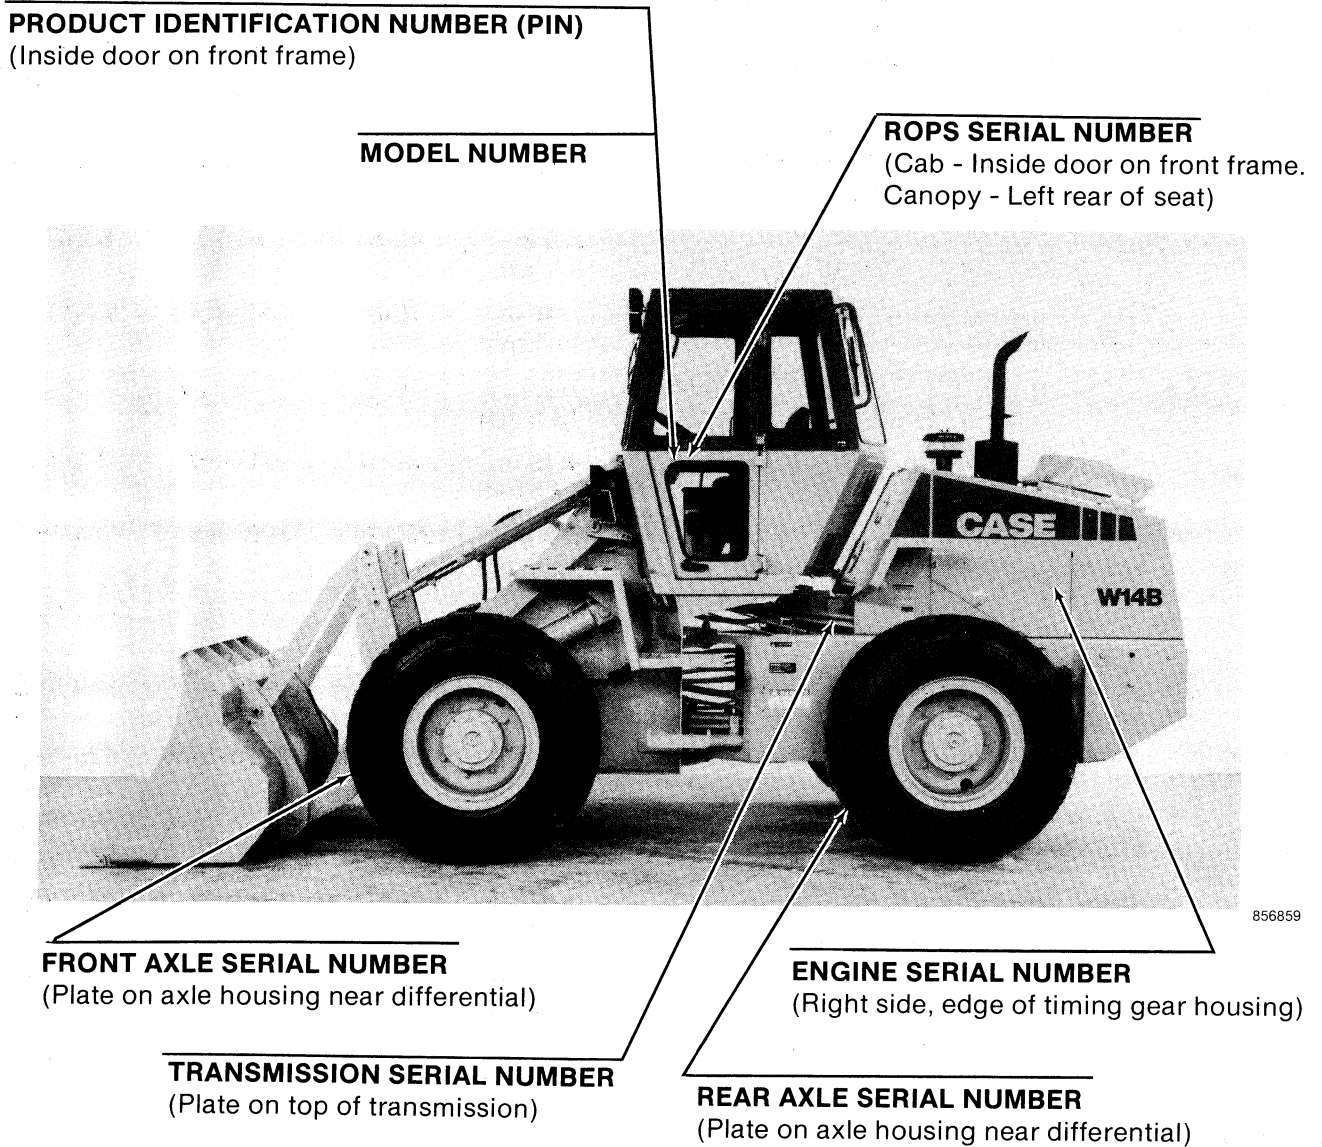 PRODUCT IDENTIFICATION NUMBER (PIN)
(Inside door on front frame)
MODEL NUMBER
ROPS SERIAL NUMBER
(Cab - Inside door on front frame.
Canopy - Left rear of seat)
CASE
W14B
856859
FRONT AXLE SERIAL NUMBER
(Plate on axle housing near differential)
ENGINE SERIAL NUMBER
(Right side, edge of timing gear housing)
TRANSMISSION SERIAL NUMBER
(Plate on top of transmission)
REAR AXLE SERIAL NUMBER
(Plate on axle housing near differential)